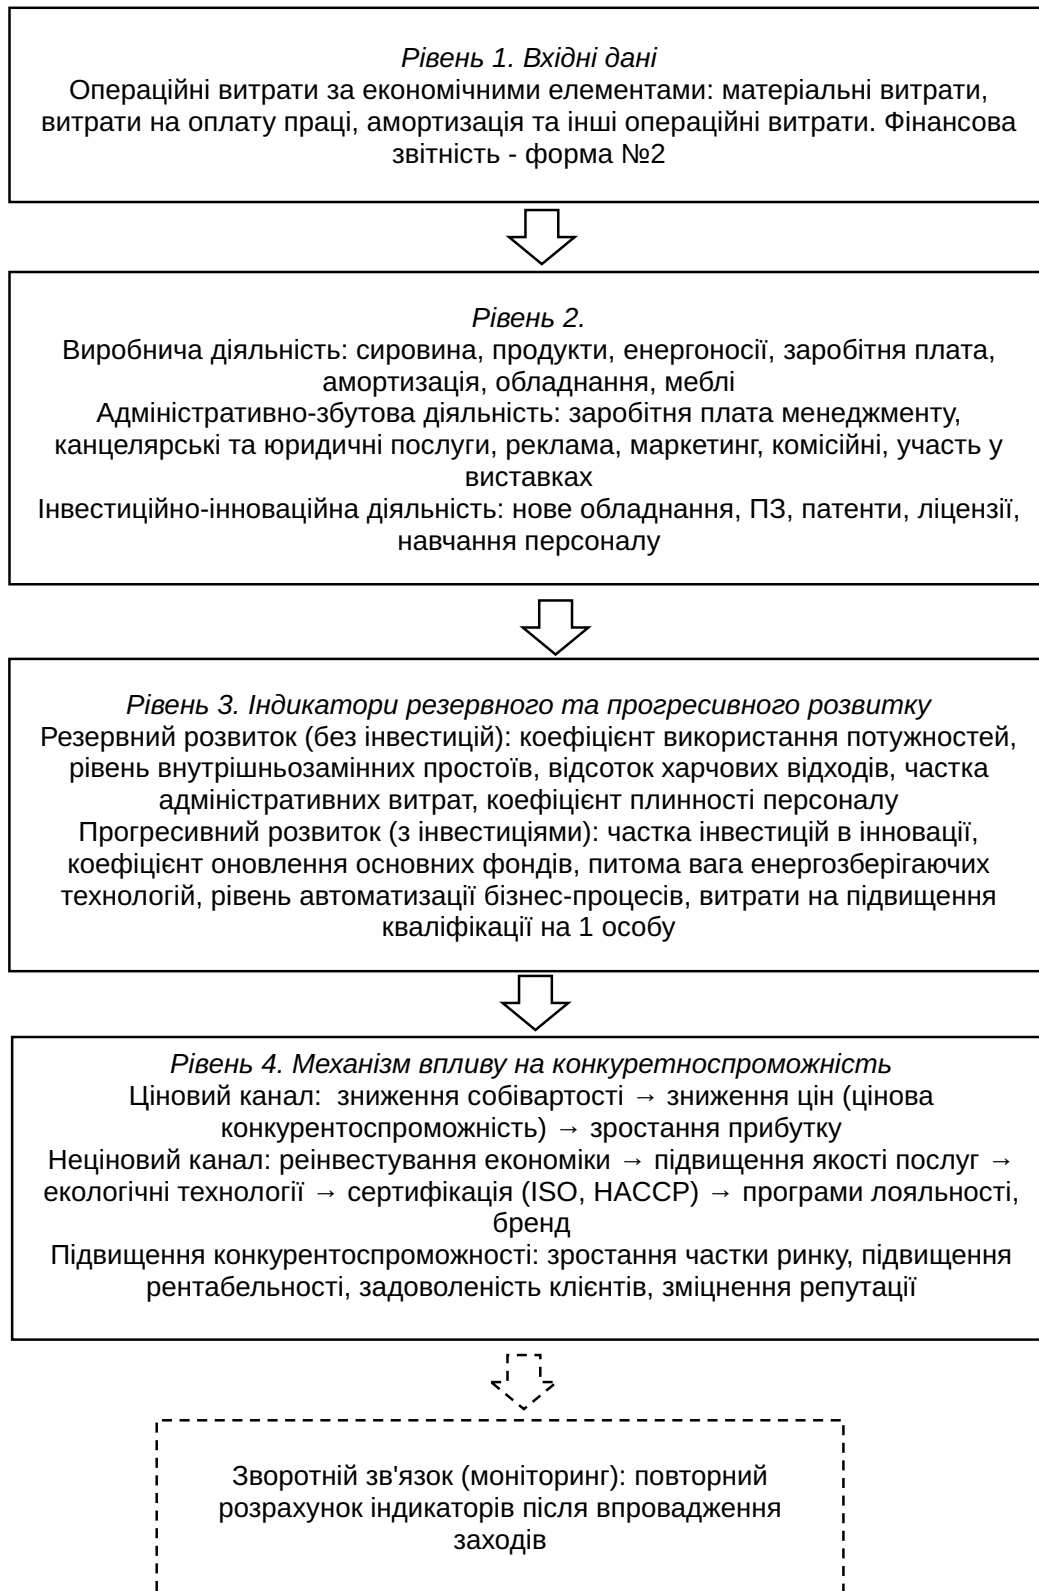 Рівень 1. Вхідні дані
Операційні витрати за економічними елементами: матеріальні витрати,
витрати на оплату праці, амортизація та інші операційні витрати. Фінансова
звітність - форма №2
Рівень 2.
Виробнича діяльність: сировина, продукти, енергоносії, заробітня плата,
амортизація, обладнання, меблі
Адміністративно-збутова діяльність: заробітня плата менеджменту,
канцелярські та юридичні послуги, реклама, маркетинг, комісійні, участь у
виставках
Інвестиційно-інноваційна діяльність: нове обладнання, ПЗ, патенти, ліцензії,
навчання персоналу
Рівень 3. Індикатори резервного та прогресивного розвитку
Резервний розвиток (без інвестицій): коефіцієнт використання потужностей,
рівень внутрішньозамінних простоїв, відсоток харчових відходів, частка
адміністративних витрат, коефіцієнт плинності персоналу
Прогресивний розвиток (з інвестиціями): частка інвестицій в інновації,
коефіцієнт оновлення основних фондів, питома вага енергозберігаючих
технологій, рівень автоматизації бізнес-процесів, витрати на підвищення
кваліфікації на 1 особу
Рівень 4. Механізм впливу на конкуретноспроможність
Ціновий канал: зниження собівартості → зниження цін (цінова
конкурентоспроможність) → зростання прибутку
Неціновий канал: реінвестування економіки → підвищення якості послуг →
екологічні технології → сертифікація (ISO, HACCP) → програми лояльності,
бренд
Підвищення конкурентоспроможності: зростання частки ринку, підвищення
рентабельності, задоволеність клієнтів, зміцнення репутації
Зворотній зв'язок (моніторинг): повторний
розрахунок індикаторів після впровадження
заходів